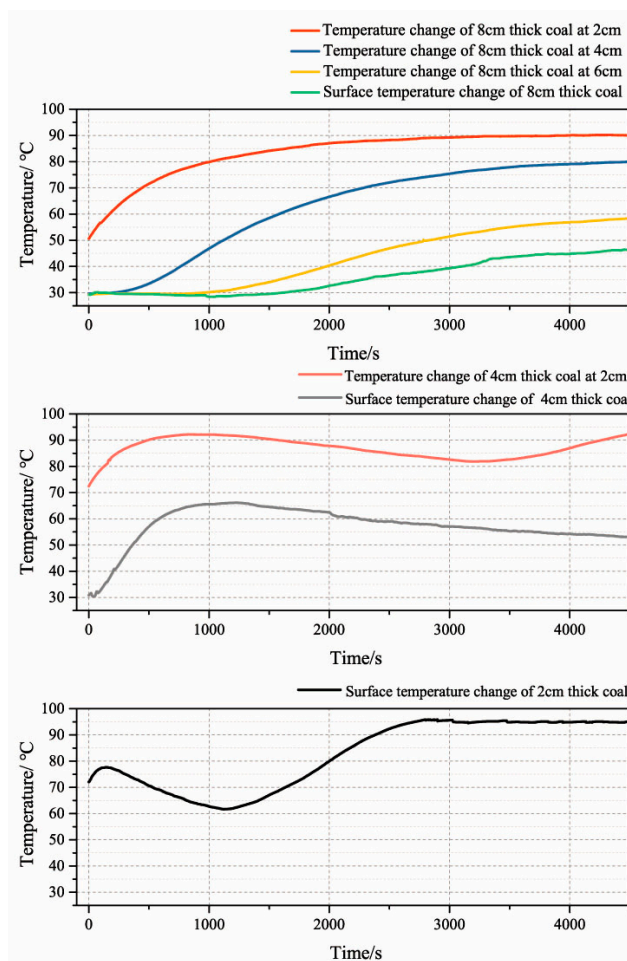 Temperature change of 8cm thick coal at 2cm
Temperature change of 8cm thick coal at 4cm
Temperature change of 8cm thick coal at 6cm
Surface temperature change of 8cm thick coal
100
90
80
70
60
50
40
30
Temperature/ °C
0 1000 2000 3000 4000
Time/s
Temperature change of 4cm thick coal at 2cm
Surface temperature change of 4cm thick coal
100
90
80
70
60
50
40
30
Temperature/ °C
0 1000 2000 3000 4000
Time/s
Surface temperature change of 2cm thick coal
100
90
80
70
60
50
40
30
Temperature/ °C
0 1000 2000 3000 4000
Time/s